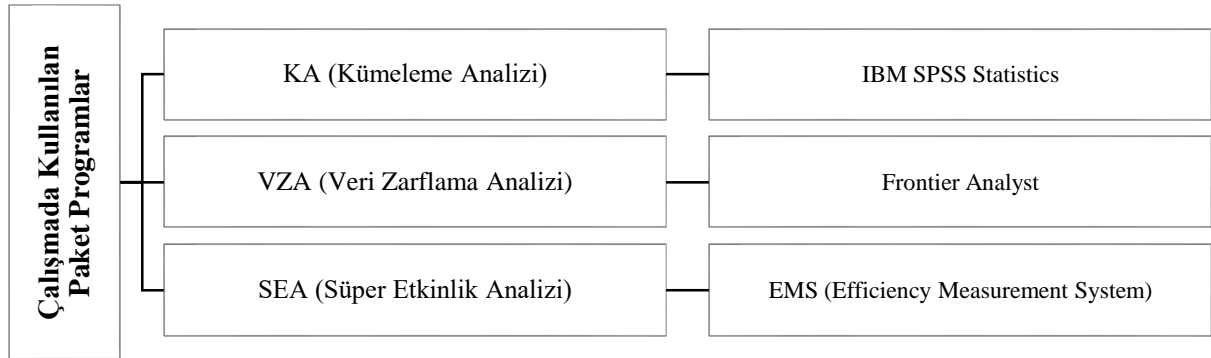 Çalışmada Kullanılan
Paket Programlar
KA (Kümeleme Analizi)
IBM SPSS Statistics
VZA (Veri Zarflama Analizi)
Frontier Analyst
SEA (Süper Etkinlik Analizi)
EMS (Efficiency Measurement System)